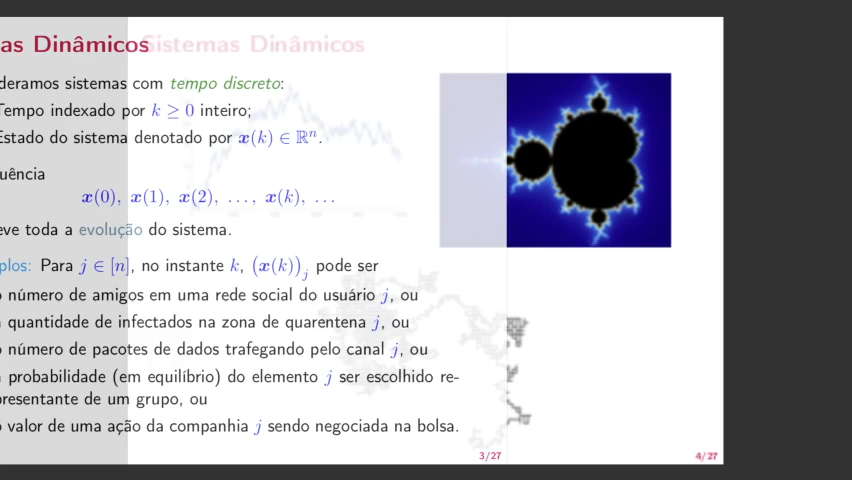 as Dinâmicos Sistemas Dinâmicos
deramos sistemas com tempo discreto:
Tempo indexado por k ≥ 0 inteiro;
Estado do sistema denotado por x(k) ∈ ℝⁿ.
uência
x(0), x(1), x(2), ..., x(k), ...
eve toda a evolução do sistema.
plos: Para j ∈ [n], no instante k, (x(k))ⱼ pode ser
o número de amigos em uma rede social do usuário j, ou
a quantidade de infectados na zona de quarentena j, ou
o número de pacotes de dados trafegando pelo canal j, ou
a probabilidade (em equilíbrio) do elemento j ser escolhido re-
presentante de um grupo, ou
o valor de uma ação da companhia j sendo negociada na bolsa.
3/27 4/27